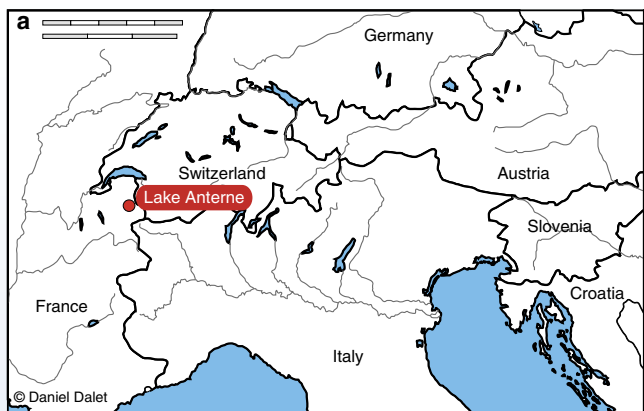 a
Germany
Switzerland
Austria
Lake Anterne
Slovenia
Croatia
France
Italy
© Daniel Dalet